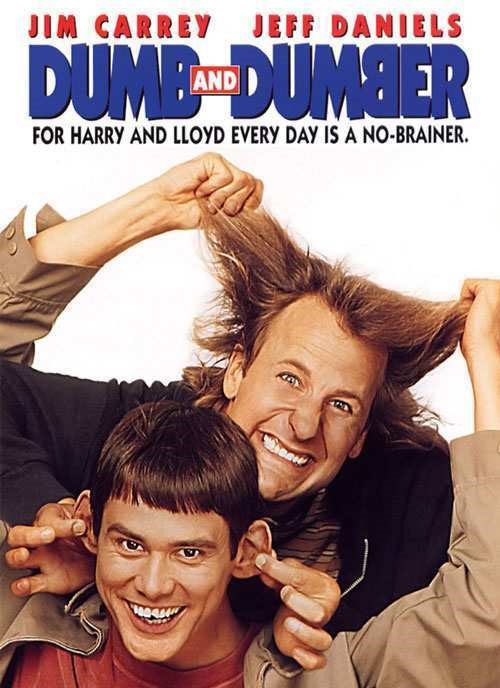 JIM CARREY JEFF DANIELS
DUMB AND DUMBER
FOR HARRY AND LLOYD EVERY DAY IS A NO-BRAINER.